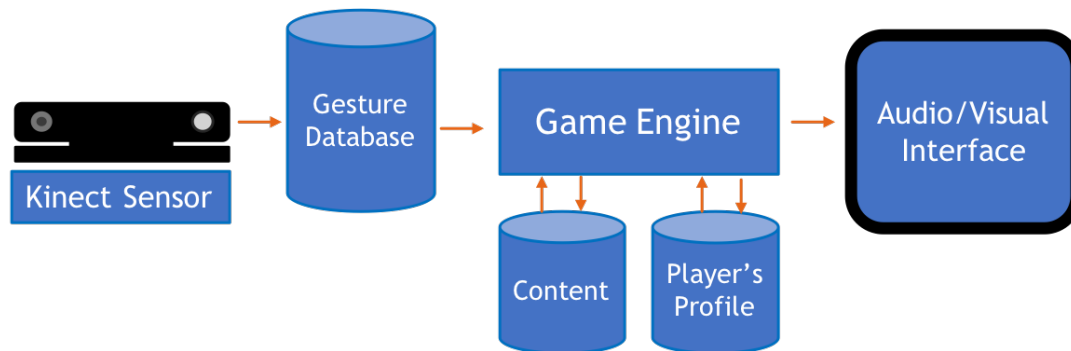 Kinect Sensor
Gesture
Database
Game Engine
Content
Player’s
Profile
Audio/Visual
Interface